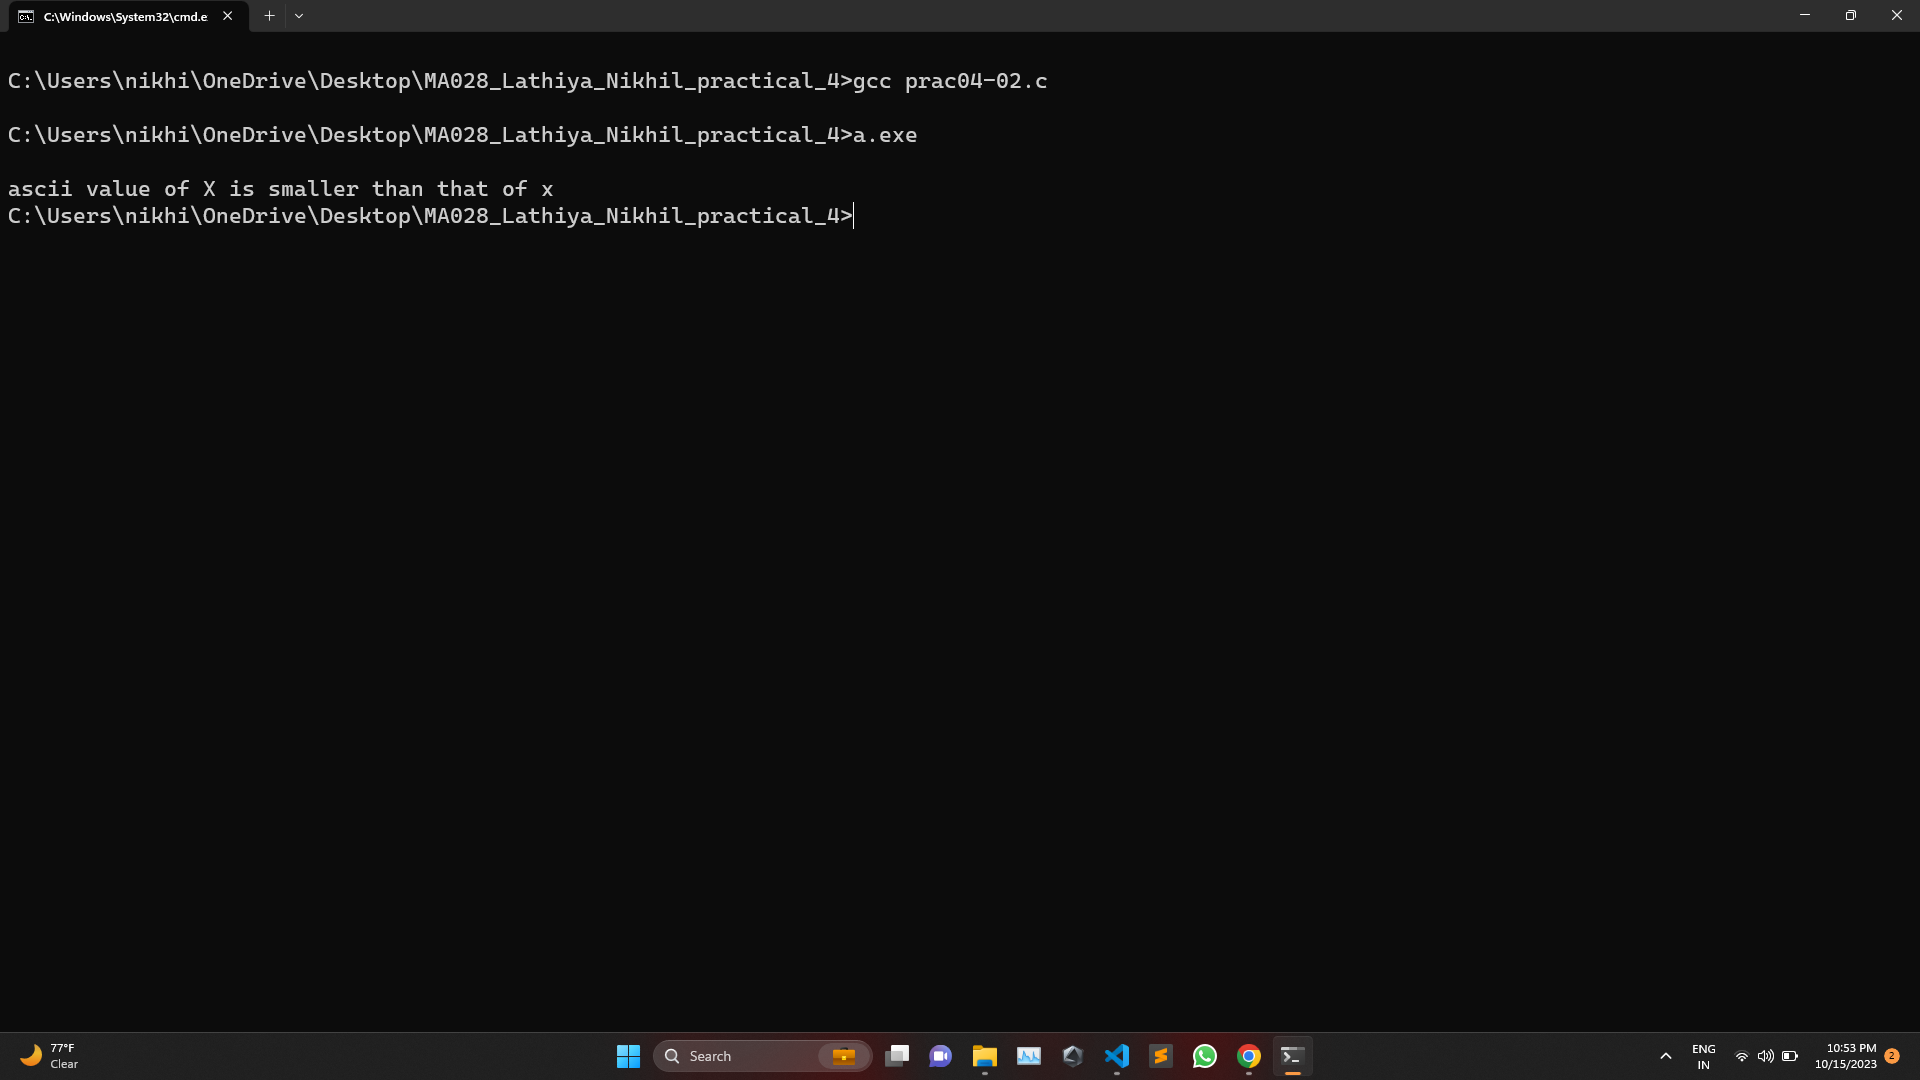 C:\Windows\System32\cmd.e
C:\Users\nikhi\OneDrive\Desktop\MA028_Lathiya_Nikhil_practical_4>gcc prac04-02.c
C:\Users\nikhi\OneDrive\Desktop\MA028_Lathiya_Nikhil_practical_4>a.exe
ascii value of X is smaller than that of x
C:\Users\nikhi\OneDrive\Desktop\MA028_Lathiya_Nikhil_practical_4>
77°F
Clear
Search
ENG
IN
10:53 PM
10/15/2023
2